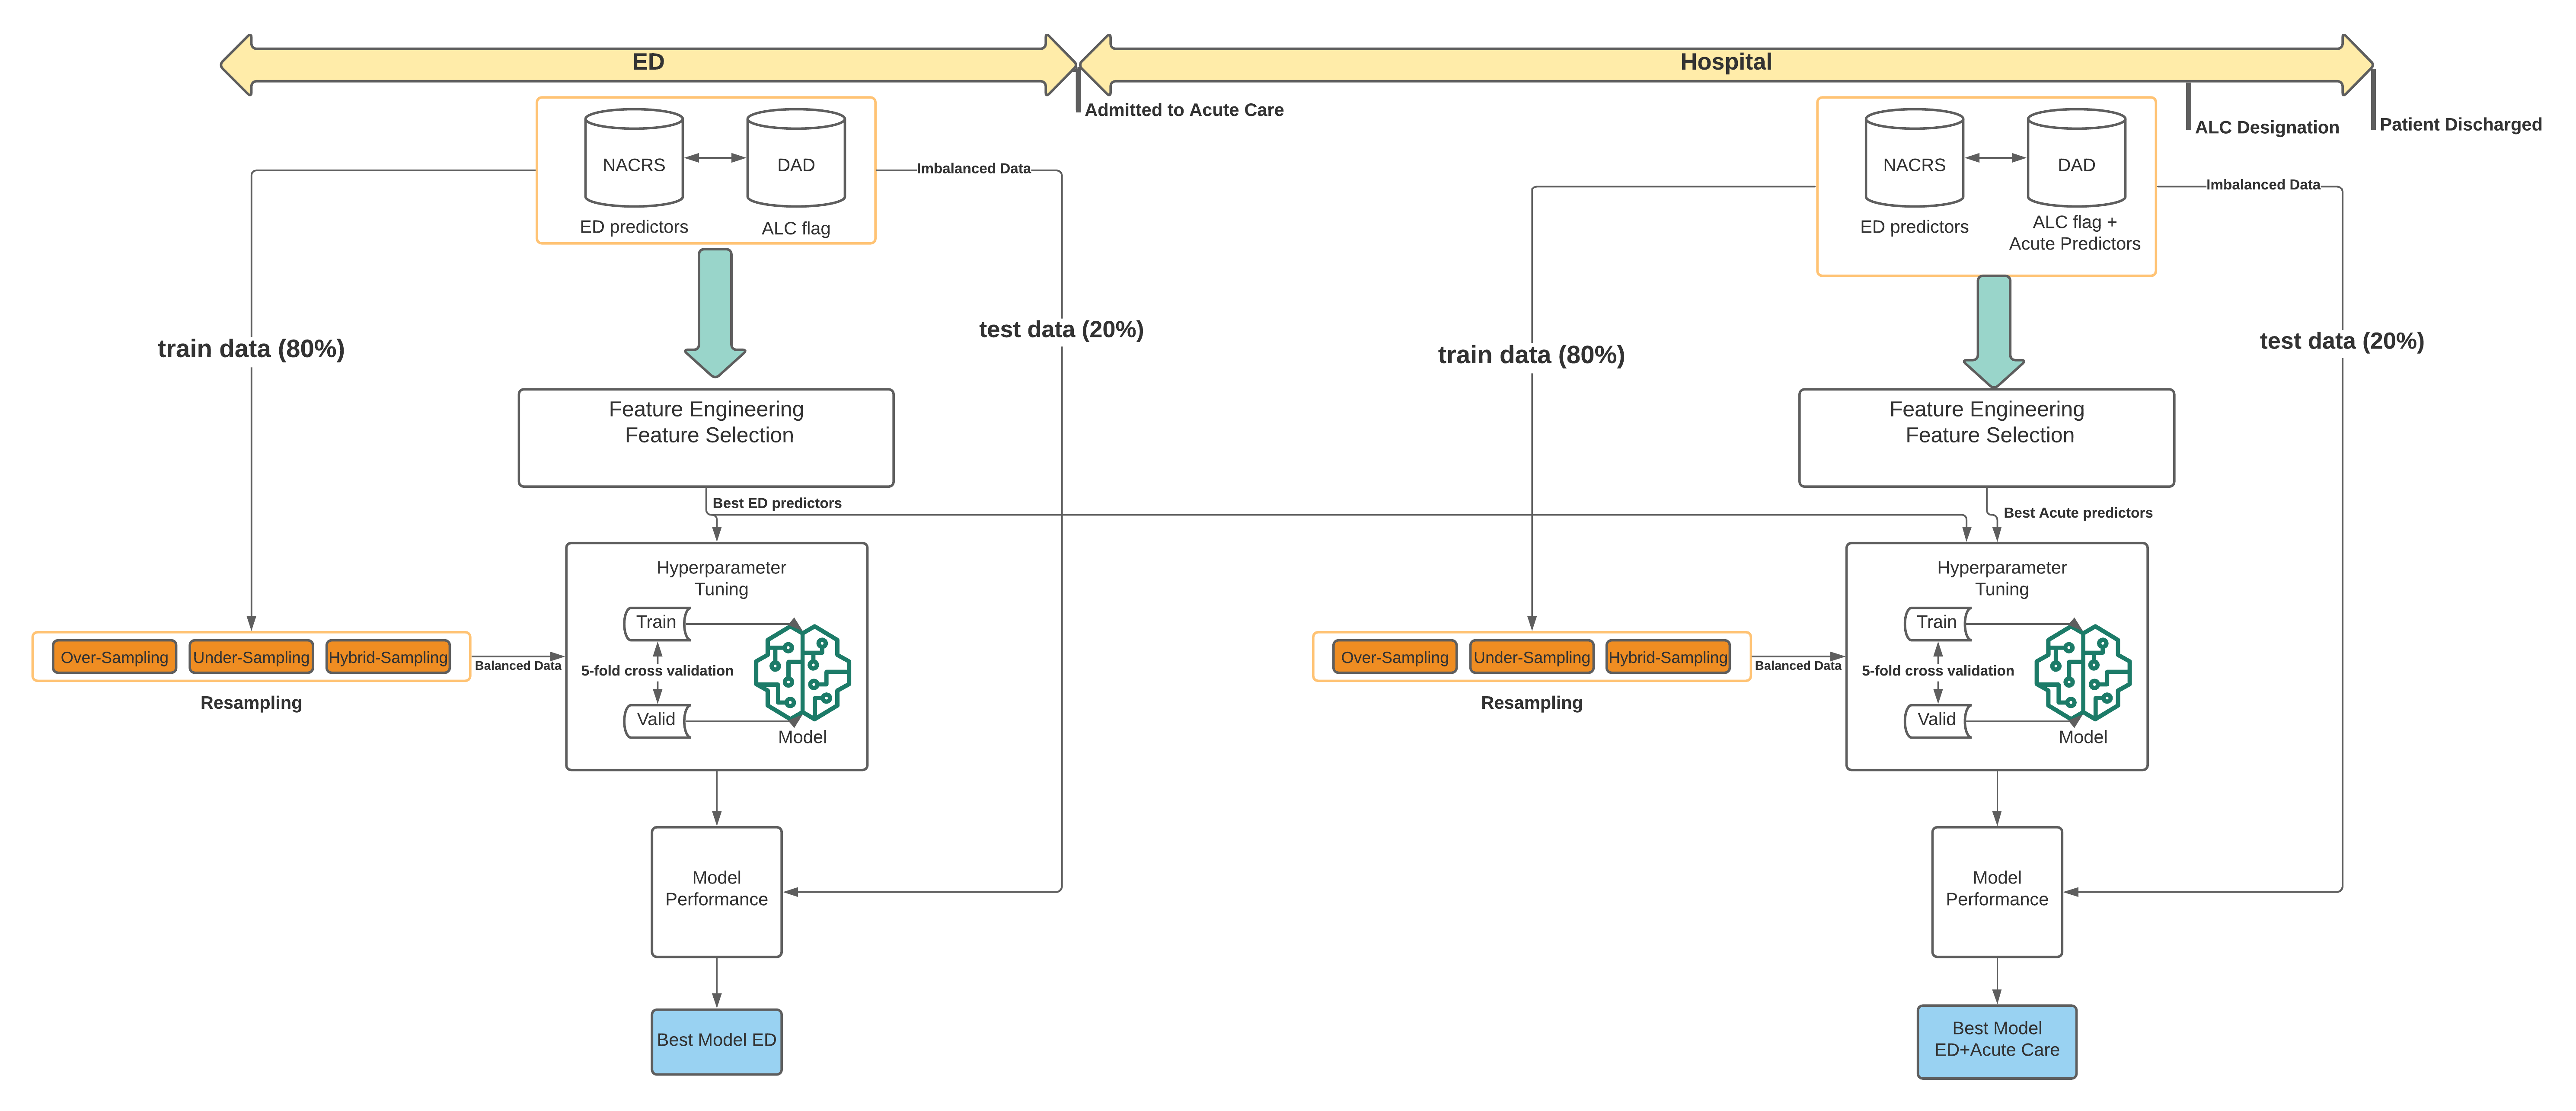 ED
Hospital
Admitted to Acute Care
ALC Designation
Patient Discharged
NACRS
DAD
ED predictors
ALC flag
Imbalanced Data
train data (80%)
test data (20%)
Feature Engineering
Feature Selection
Best ED predictors
Hyperparameter
Tuning
Train
5-fold cross validation
Valid
Model
Over-Sampling
Under-Sampling
Hybrid-Sampling
Balanced Data
Resampling
Model
Performance
Best Model ED
NACRS
DAD
ED predictors
ALC flag +
Acute Predictors
Imbalanced Data
train data (80%)
test data (20%)
Feature Engineering
Feature Selection
Best Acute predictors
Hyperparameter
Tuning
Train
5-fold cross validation
Valid
Model
Over-Sampling
Under-Sampling
Hybrid-Sampling
Balanced Data
Resampling
Model
Performance
Best Model
ED+Acute Care